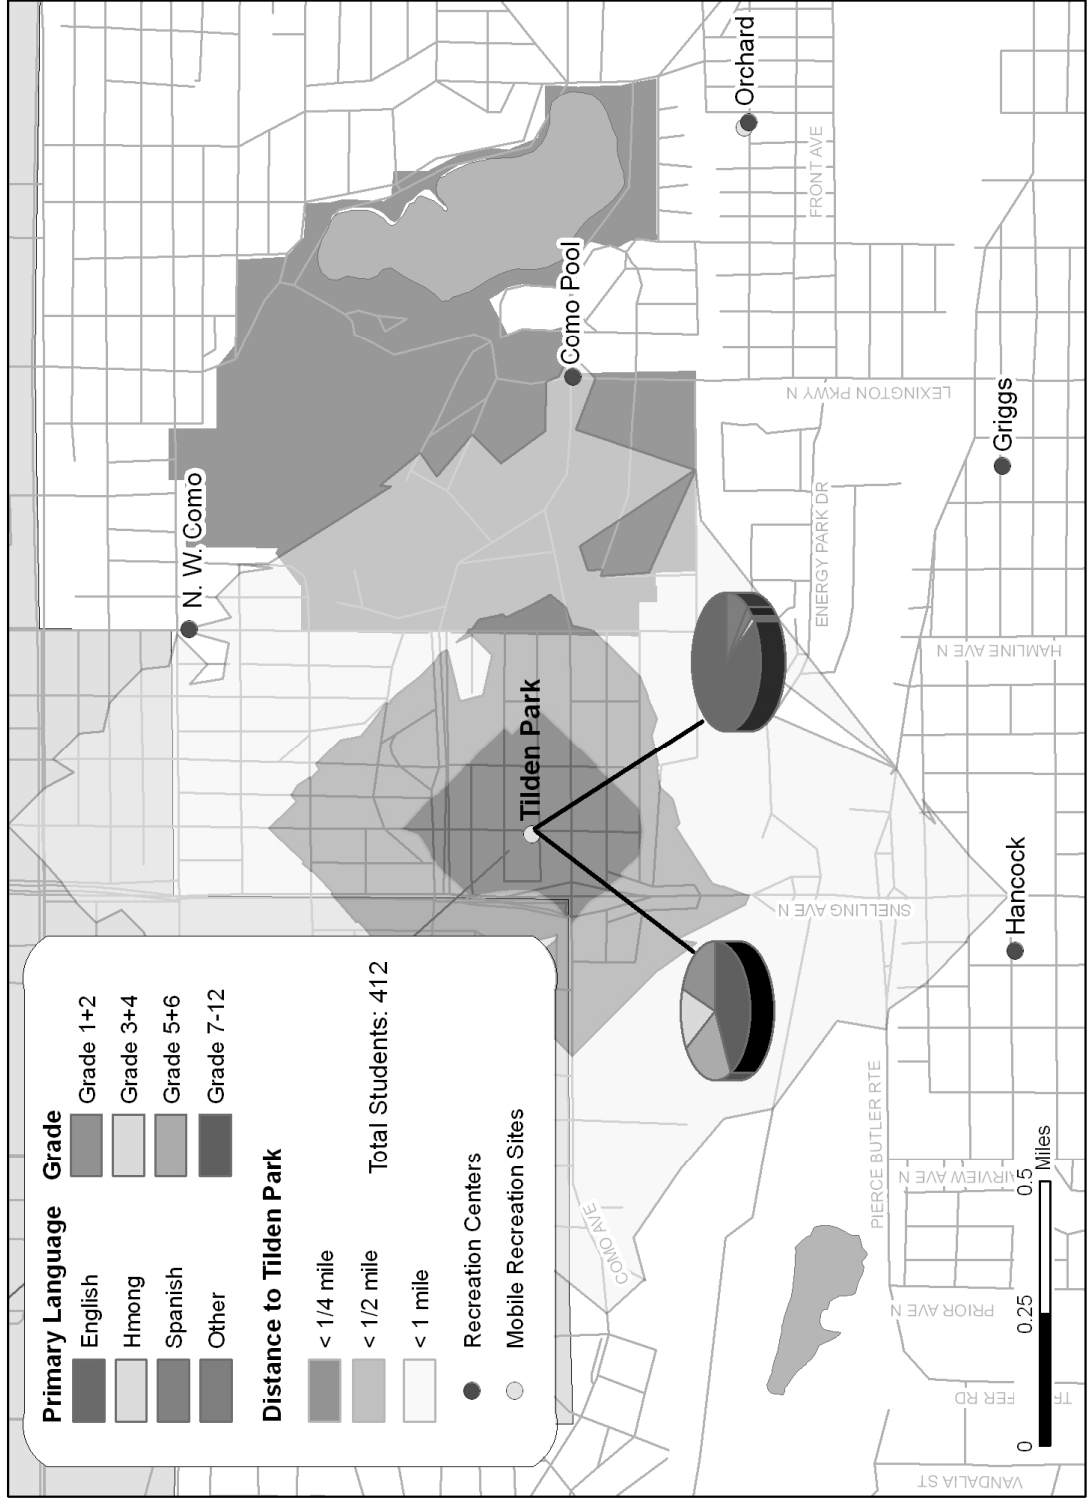 Primary Language
English
Hmong
Spanish
Other
Grade
Grade 1+2
Grade 3+4
Grade 5+6
Grade 7-12
Distance to Tilden Park
< 1/4 mile
< 1/2 mile
< 1 mile
Total Students: 412
Recreation Centers
Mobile Recreation Sites
N. W. Como
Tilden Park
Como Pool
Orchard
Griggs
Hancock
FRONT AVE
LEXINGTON PKWY N
ENERGY PARK DR
HAMLINE AVE N
SNELLING AVE N
PIERCE BUTLER RTE
COMO AVE
IRVIEW AVE N
PRIOR AVE N
FER RD
VANDALIA ST
0 0.25 0.5
Miles